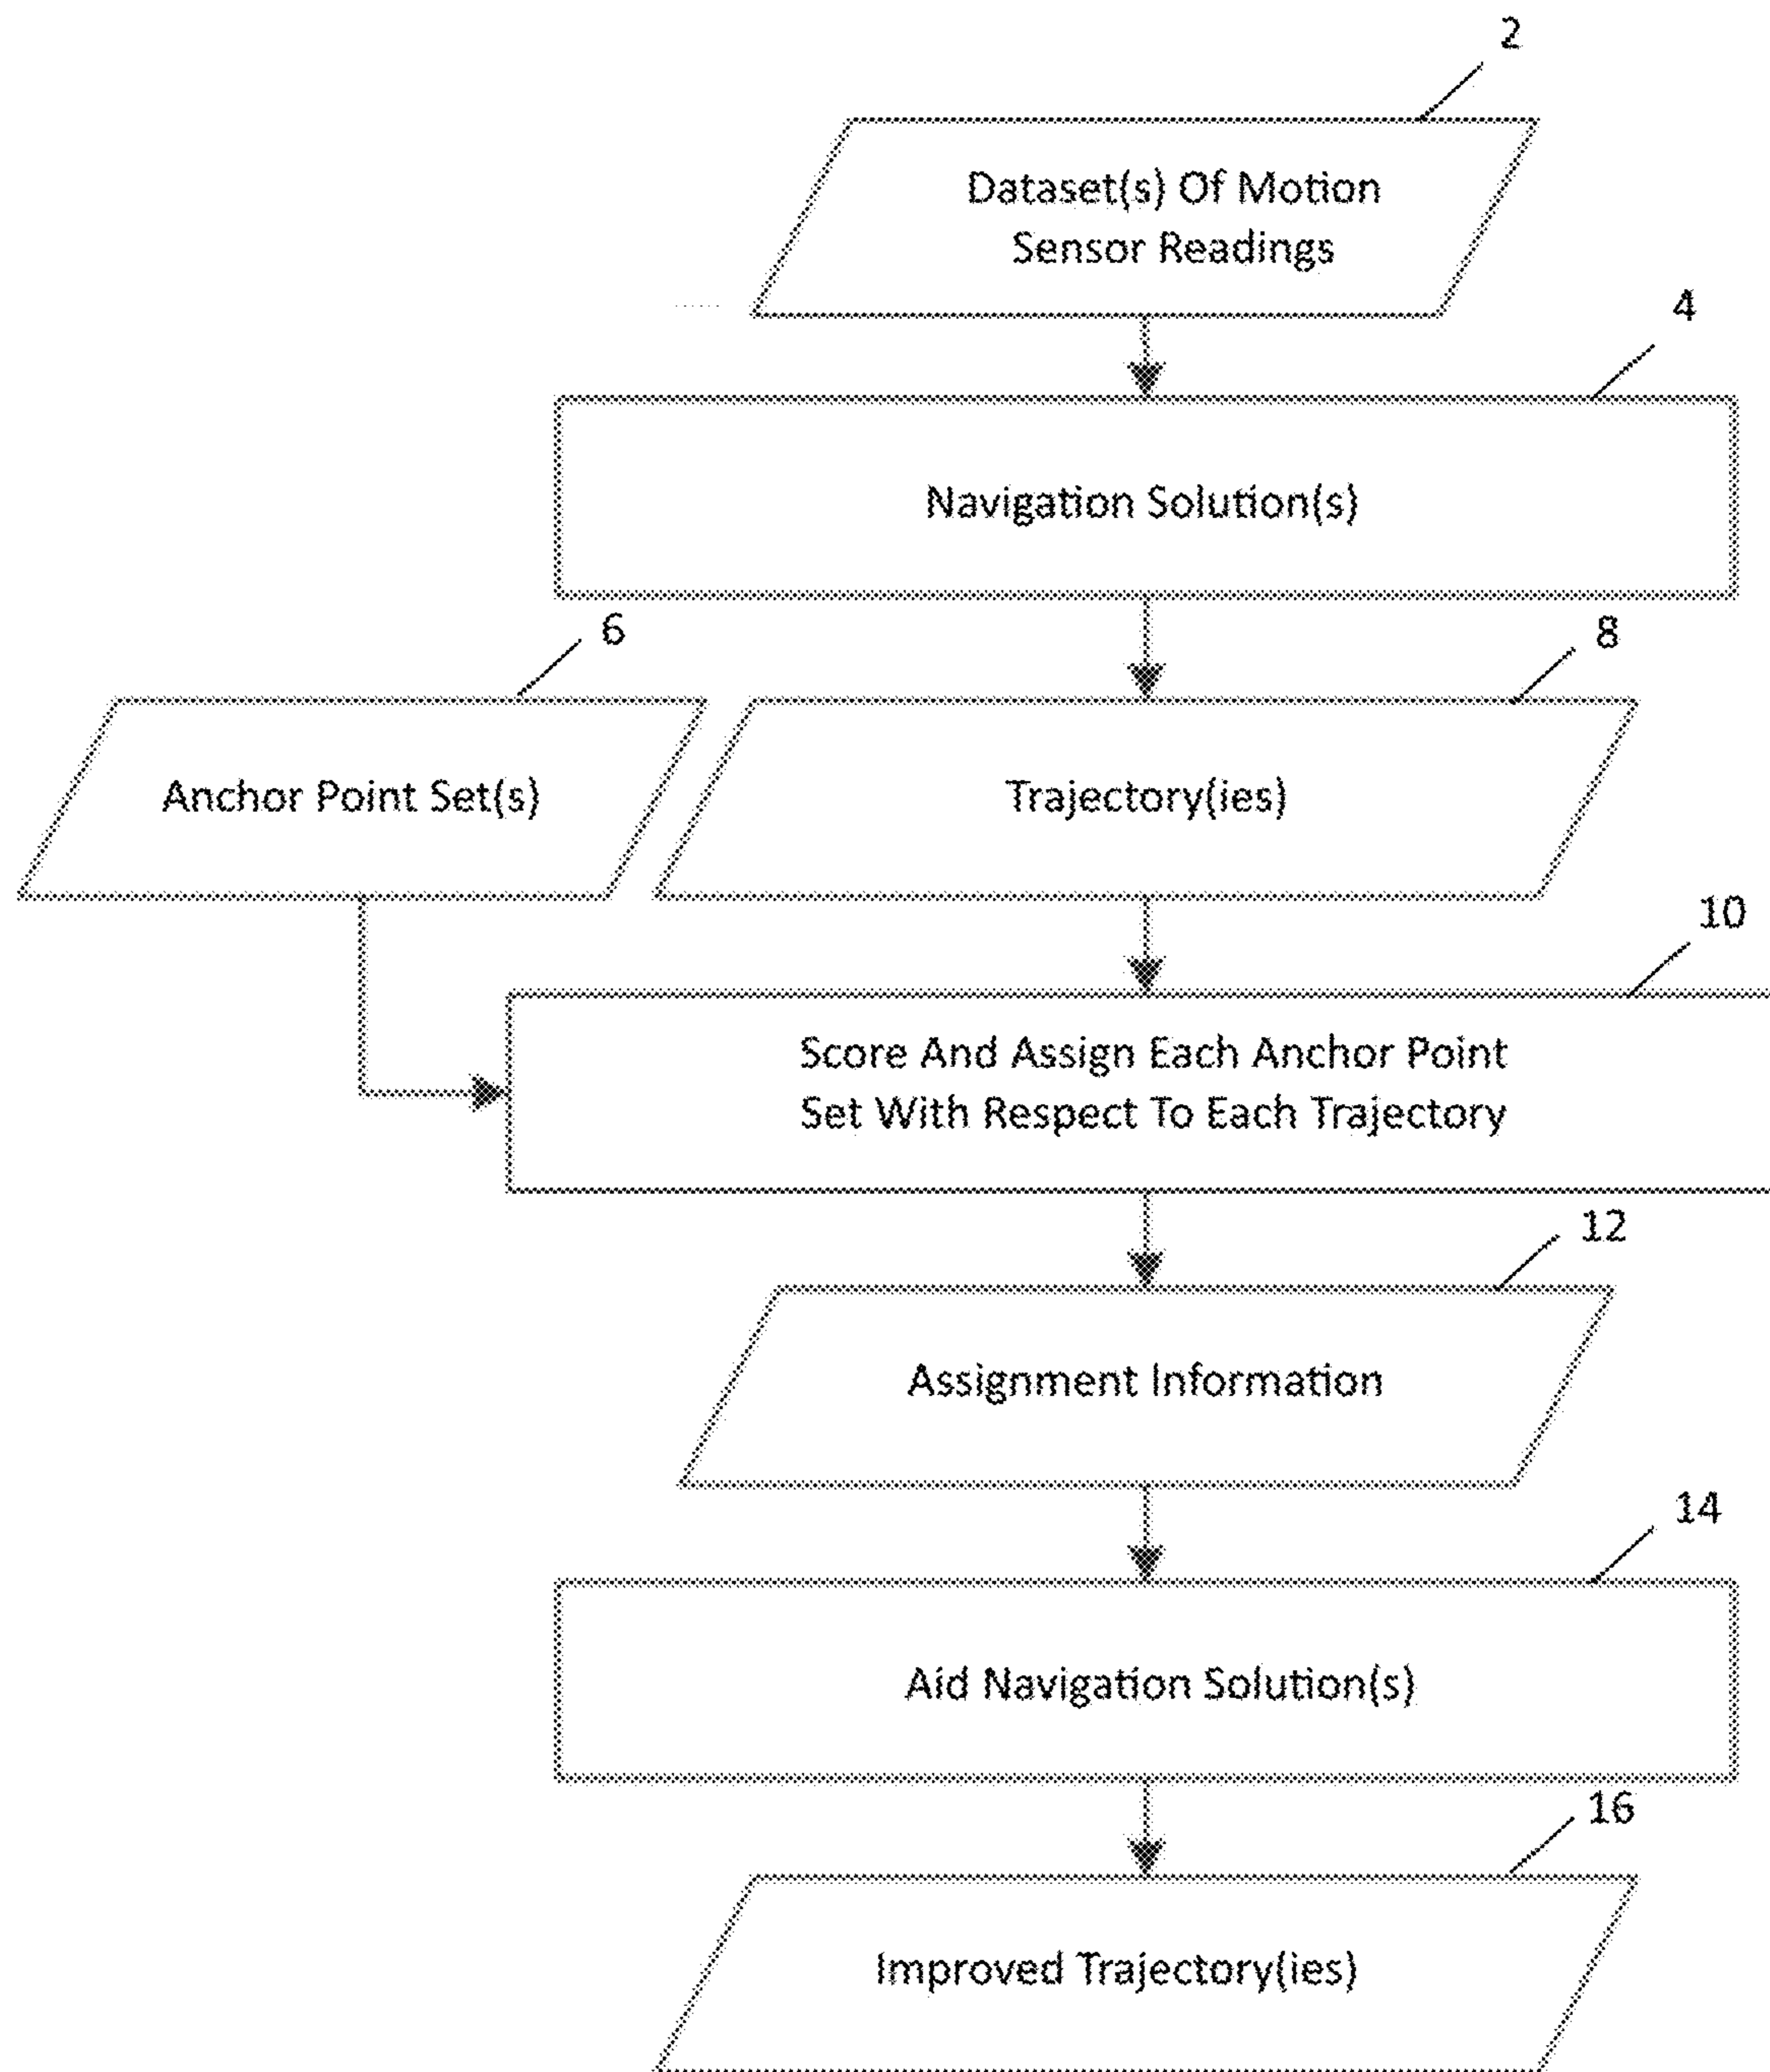 2
Dataset(s) Of Motion
Sensor Readings
4
Navigation Solution(s)
6
8
Anchor Point Set(s)
Trajectory(ies)
10
Score And Assign Each Anchor Point
Set With Respect To Each Trajectory
12
Assignment Information
14
Aid Navigation Solution(s)
16
Improved Trajectory(ies)